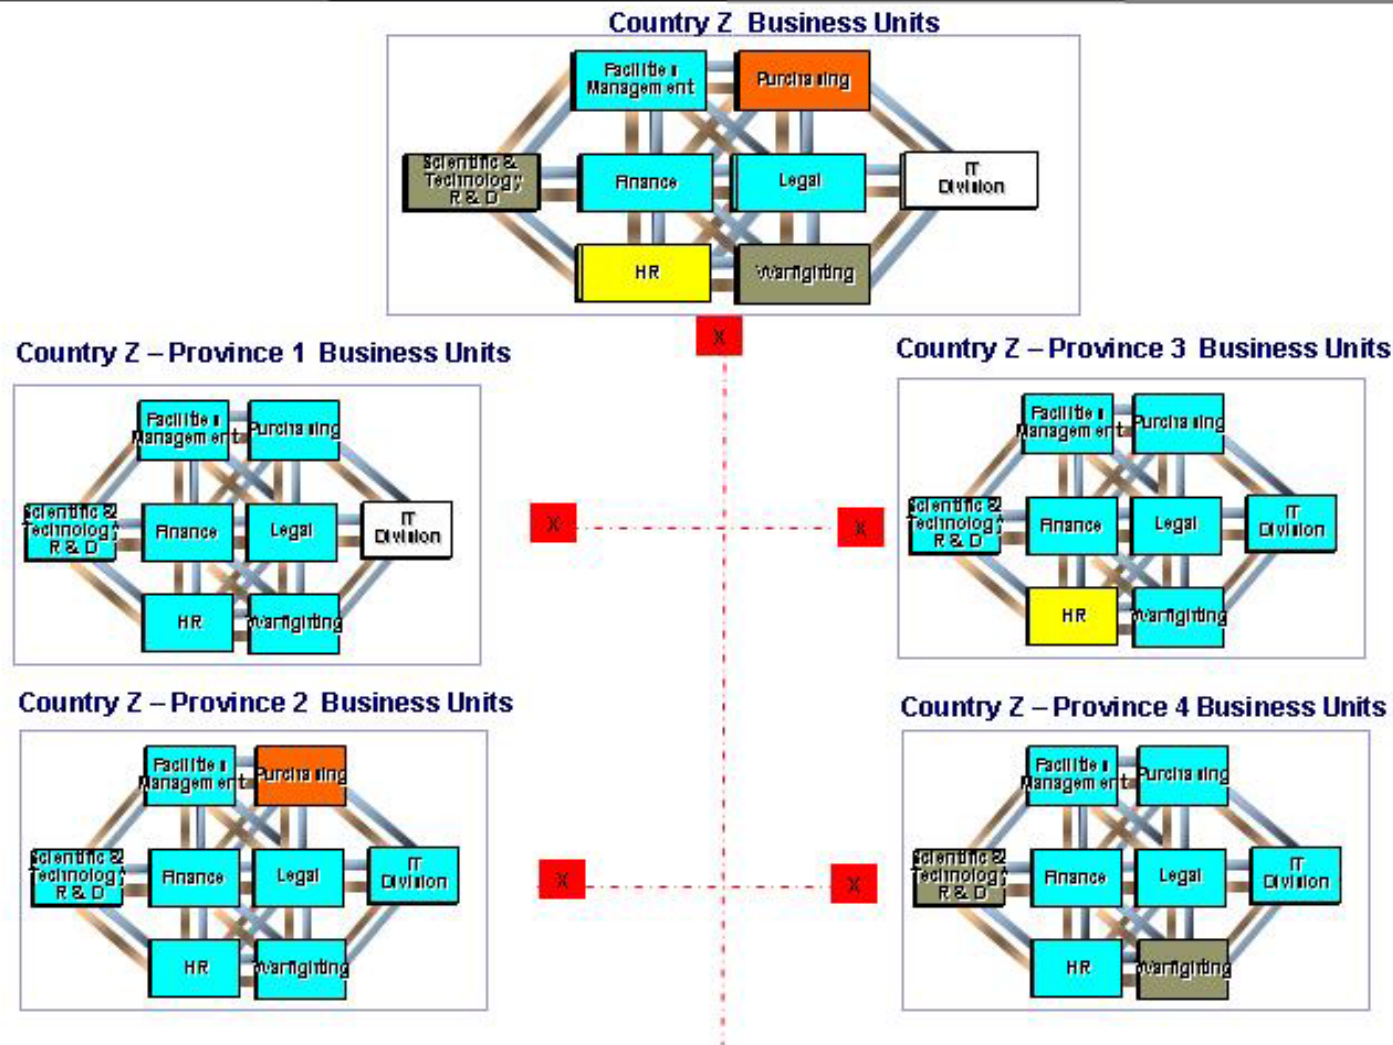 Country Z Business Units
Facilities
Management
Purchasing
Scientific &
Technology
R & D
Finance
Legal
IT
Division
HR
Warfighting
X
Country Z – Province 1 Business Units
Facilities
Management
Purchasing
Scientific &
Technology
R & D
Finance
Legal
IT
Division
HR
Warfighting
Country Z – Province 3 Business Units
Facilities
Management
Purchasing
Scientific &
Technology
R & D
Finance
Legal
IT
Division
HR
Warfighting
X
X
Country Z – Province 2 Business Units
Facilities
Management
Purchasing
Scientific &
Technology
R & D
Finance
Legal
IT
Division
HR
Warfighting
Country Z – Province 4 Business Units
Facilities
Management
Purchasing
Scientific &
Technology
R & D
Finance
Legal
IT
Division
HR
Warfighting
X
X